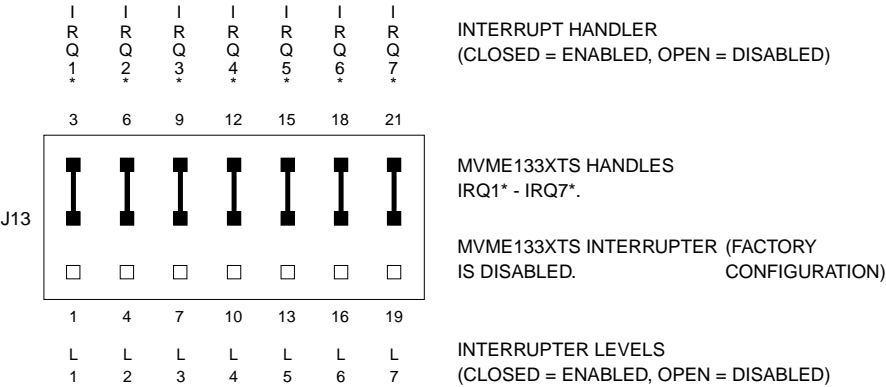 I I I I I I I
R R R R R R R
Q Q Q Q Q Q Q
1 2 3 4 5 6 7
* * * * * * *
INTERRUPT HANDLER
(CLOSED = ENABLED, OPEN = DISABLED)
3 6 9 12 15 18 21
J13
MVME133XTS HANDLES
IRQ1* - IRQ7*.
MVME133XTS INTERRUPTER (FACTORY
IS DISABLED. CONFIGURATION)
1 4 7 10 13 16 19
L L L L L L L
1 2 3 4 5 6 7
INTERRUPTER LEVELS
(CLOSED = ENABLED, OPEN = DISABLED)